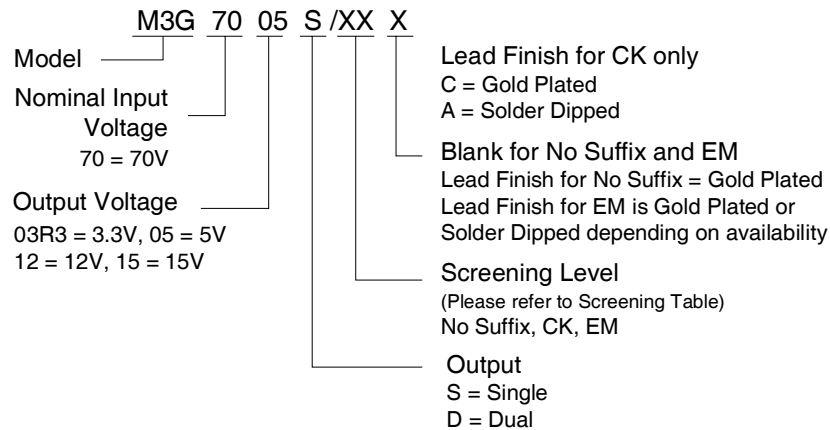 M3G 70 05 S /XX X
Model
Nominal Input
Voltage
70 = 70V
Output Voltage
03R3 = 3.3V, 05 = 5V
12 = 12V, 15 = 15V
Lead Finish for CK only
C = Gold Plated
A = Solder Dipped
Blank for No Suffix and EM
Lead Finish for No Suffix = Gold Plated
Lead Finish for EM is Gold Plated or
Solder Dipped depending on availability
Screening Level
(Please refer to Screening Table)
No Suffix, CK, EM
Output
S = Single
D = Dual